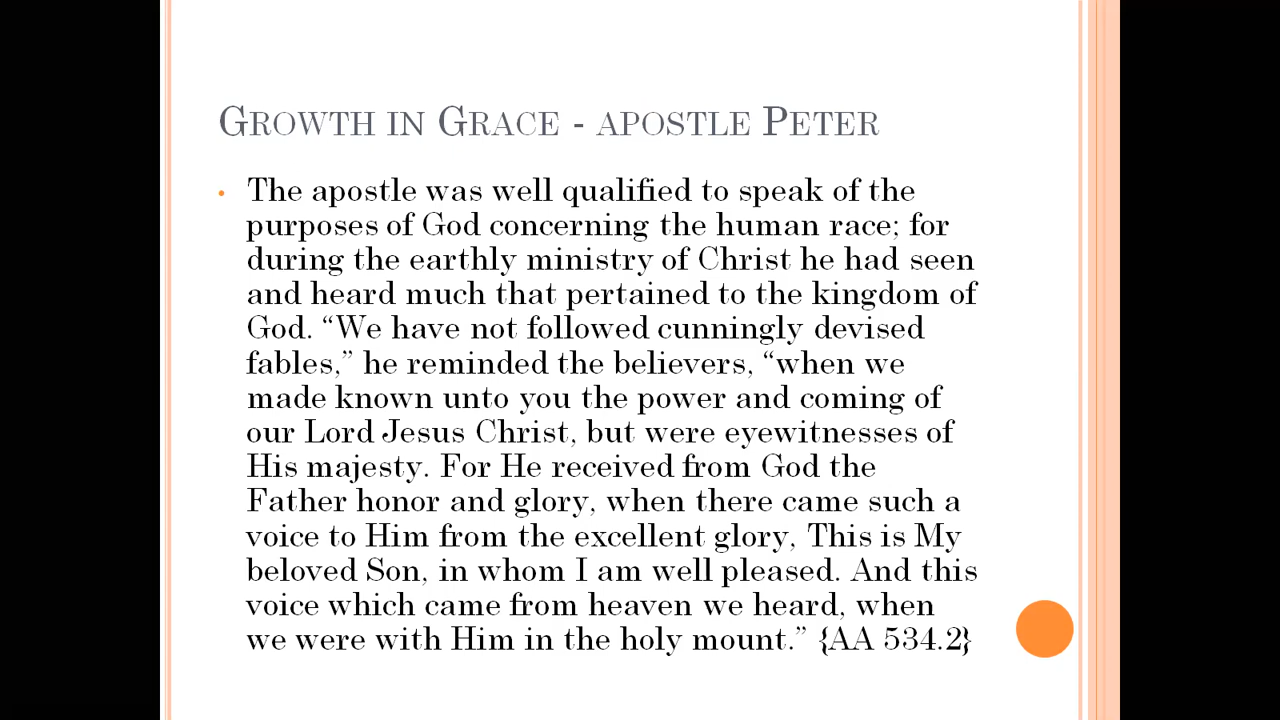 GROWTH IN GRACE - APOSTLE PETER
• The apostle was well qualified to speak of the
purposes of God concerning the human race; for
during the earthly ministry of Christ he had seen
and heard much that pertained to the kingdom of
God. “We have not followed cunningly devised
fables,” he reminded the believers, “when we
made known unto you the power and coming of
our Lord Jesus Christ, but were eyewitnesses of
His majesty. For He received from God the
Father honor and glory, when there came such a
voice to Him from the excellent glory, This is My
beloved Son, in whom I am well pleased. And this
voice which came from heaven we heard, when
we were with Him in the holy mount.” {AA 534.2}